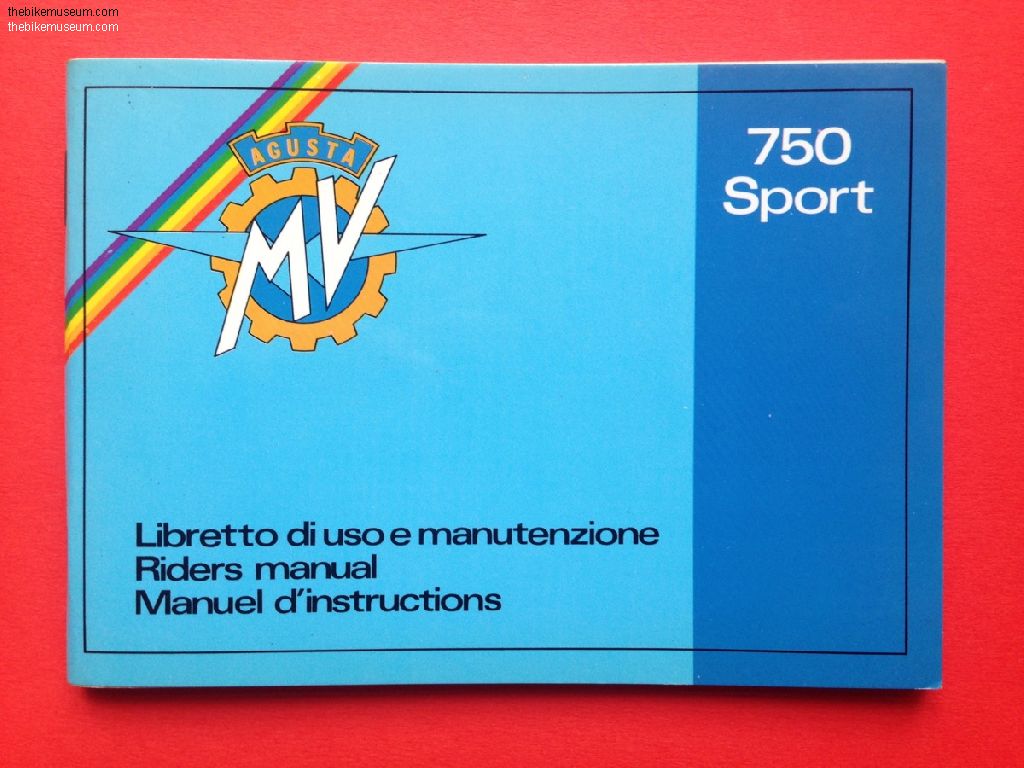 thebikemuseum.com
thebikemuseum.com
AGUSTA
MV
750
Sport
Libretto di uso e manutenzione
Riders manual
Manuel d'instructions